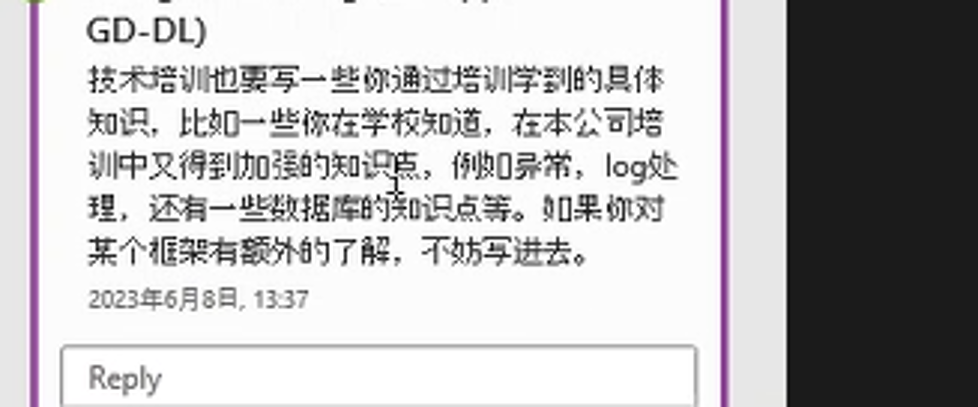 GD-DL)
技术培训也要写一些你通过培训学到的具体
知识，比如一些你在学校知道，在本公司培
训中又得到加强的知识点，例如异常，log处
理，还有一些数据库的知识点等。如果你对
某个框架有额外的了解，不妨写进去。
2023年6月8日, 13:37
Reply